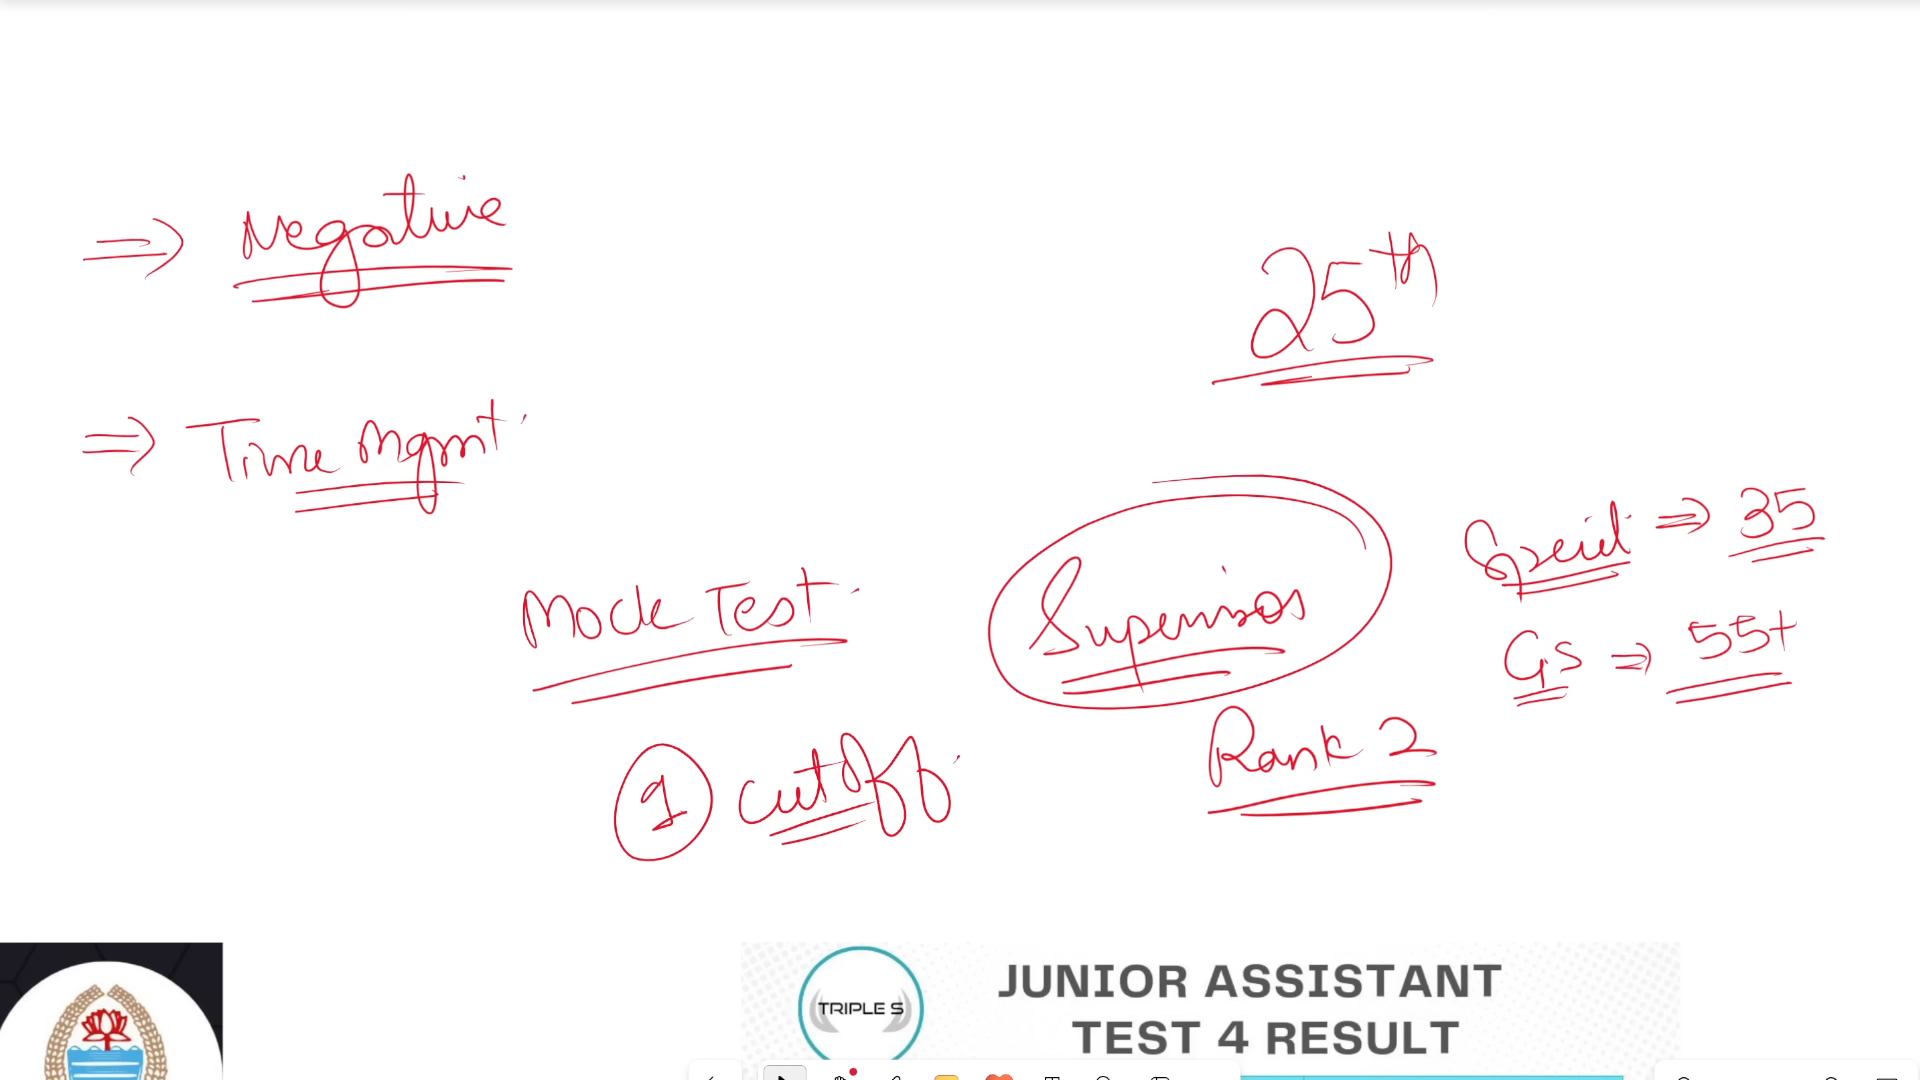 ⇒ Negative
25th
⇒ Time Mgmt.
Speed ⇒ 35
Mock Test.
Supervisor
GS ⇒ 55+
Rank 2
1 cutoff.
TRIPLE S
JUNIOR ASSISTANT
TEST 4 RESULT